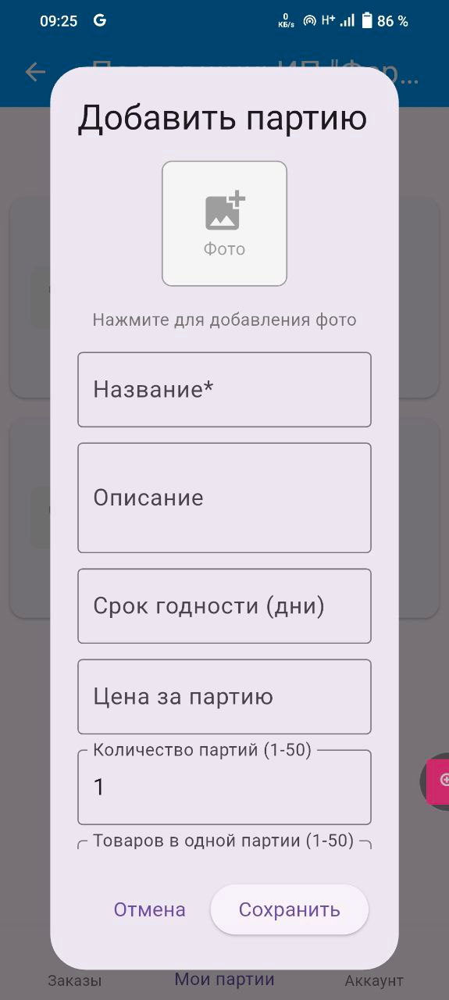 09:25 G 0 КБ/s H+ 86 %
Добавить партию
Фото
Нажмите для добавления фото
Название*
Описание
Срок годности (дни)
Цена за партию
Количество партий (1-50)
1
Товаров в одной партии (1-50)
Отмена Сохранить
Заказы Мои партии Аккаунт